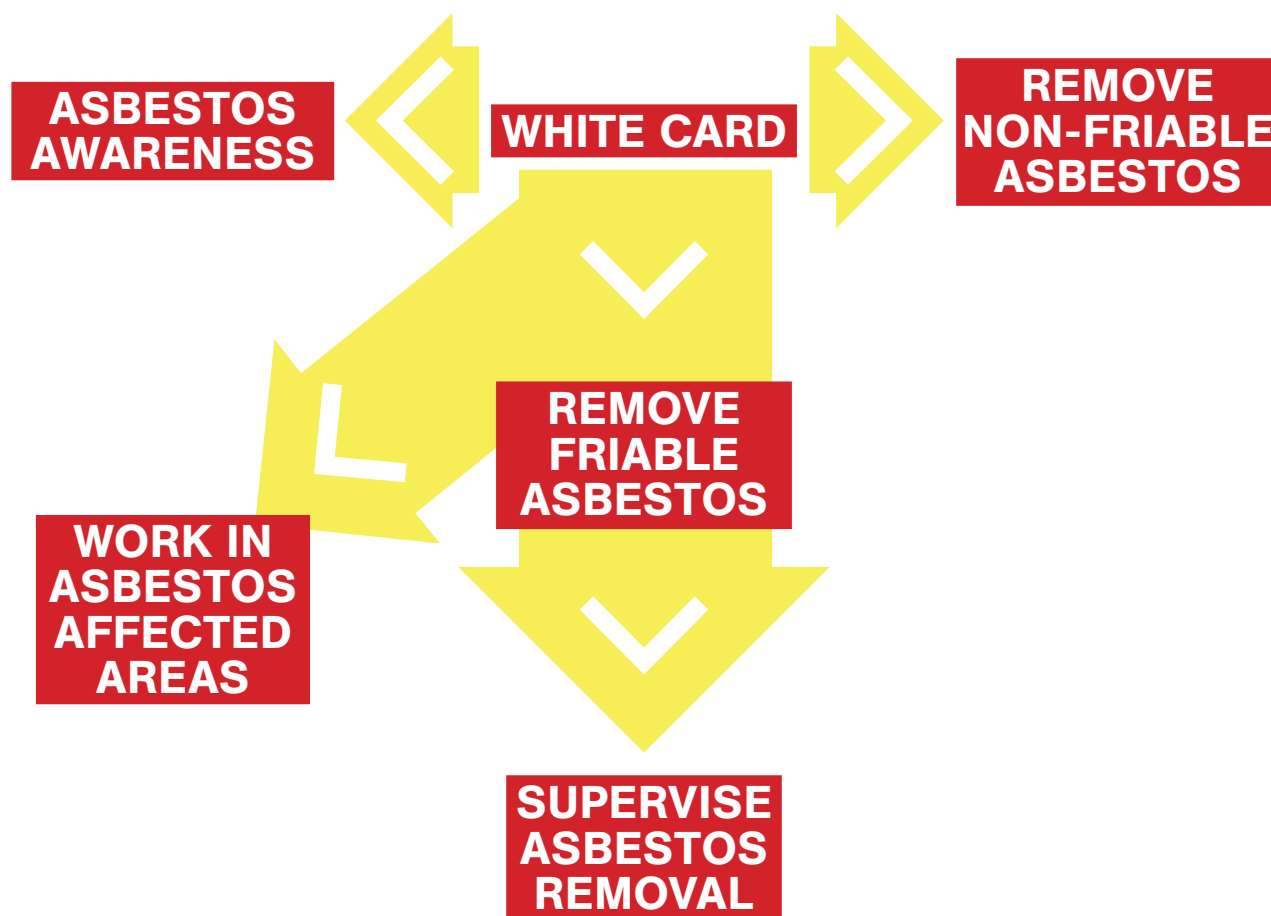 ASBESTOS
AWARENESS
WHITE CARD
REMOVE
NON-FRIABLE
ASBESTOS
REMOVE
FRIABLE
ASBESTOS
WORK IN
ASBESTOS
AFFECTED
AREAS
SUPERVISE
ASBESTOS
REMOVAL